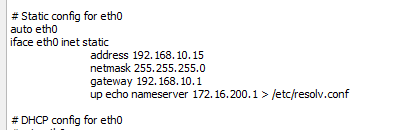 # Static config for eth0
auto eth0
iface eth0 inet static
address 192.168.10.15
netmask 255.255.255.0
gateway 192.168.10.1
up echo nameserver 172.16.200.1 > /etc/resolv.conf
# DHCP config for eth0